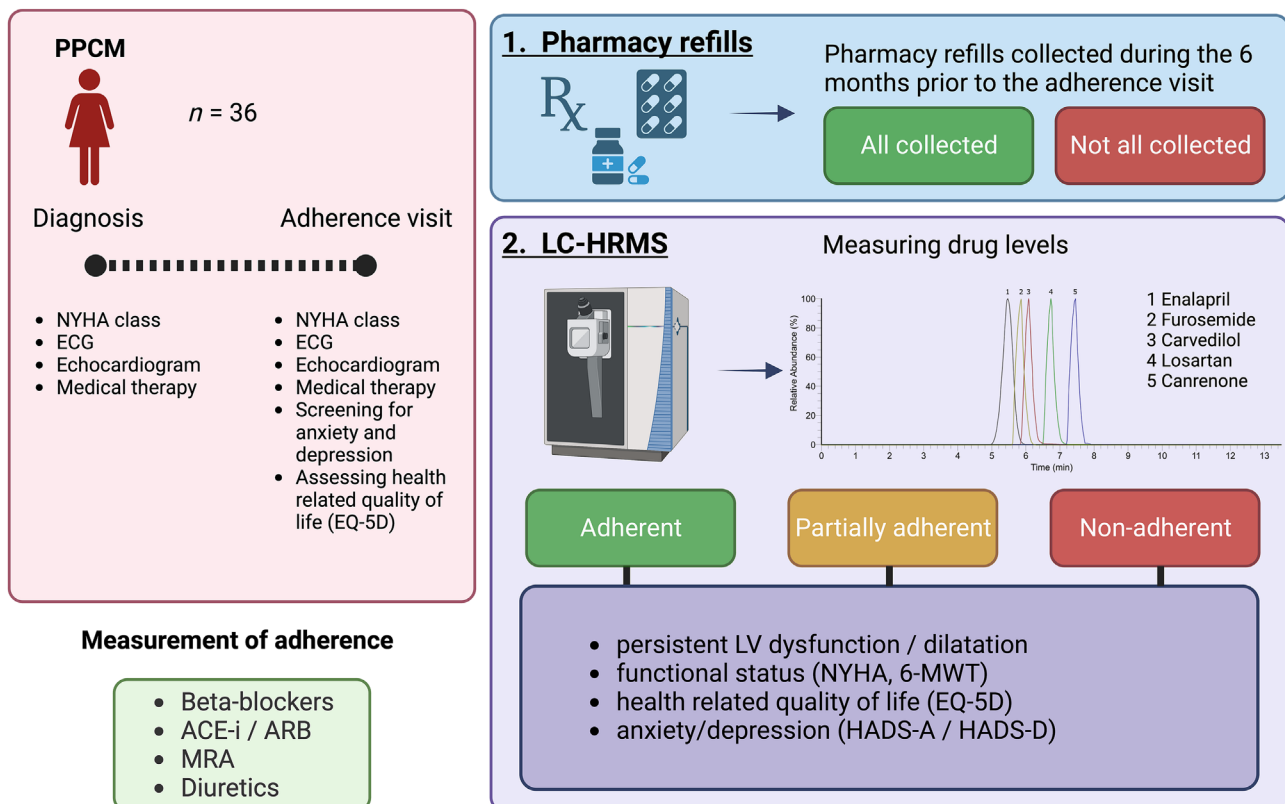 PPCM
n = 36
Diagnosis
Adherence visit
• NYHA class
• ECG
• Echocardiogram
• Medical therapy
• NYHA class
• ECG
• Echocardiogram
• Medical therapy
• Screening for
anxiety and
depression
• Assessing health
related quality of
life (EQ-5D)
Measurement of adherence
• Beta-blockers
• ACE-i / ARB
• MRA
• Diuretics
1. Pharmacy refills
Rx
Pharmacy refills collected during the 6
months prior to the adherence visit
All collected
Not all collected
2. LC-HRMS
Measuring drug levels
Relative Abundance (%)
100
80
60
40
20
0
1 2 3 4 5
0 1 2 3 4 5 6 7 8 9 10 11 12 13
Time (min)
1 Enalapril
2 Furosemide
3 Carvedilol
4 Losartan
5 Canrenone
Adherent
Partially adherent
Non-adherent
• persistent LV dysfunction / dilatation
• functional status (NYHA, 6-MWT)
• health related quality of life (EQ-5D)
• anxiety/depression (HADS-A / HADS-D)